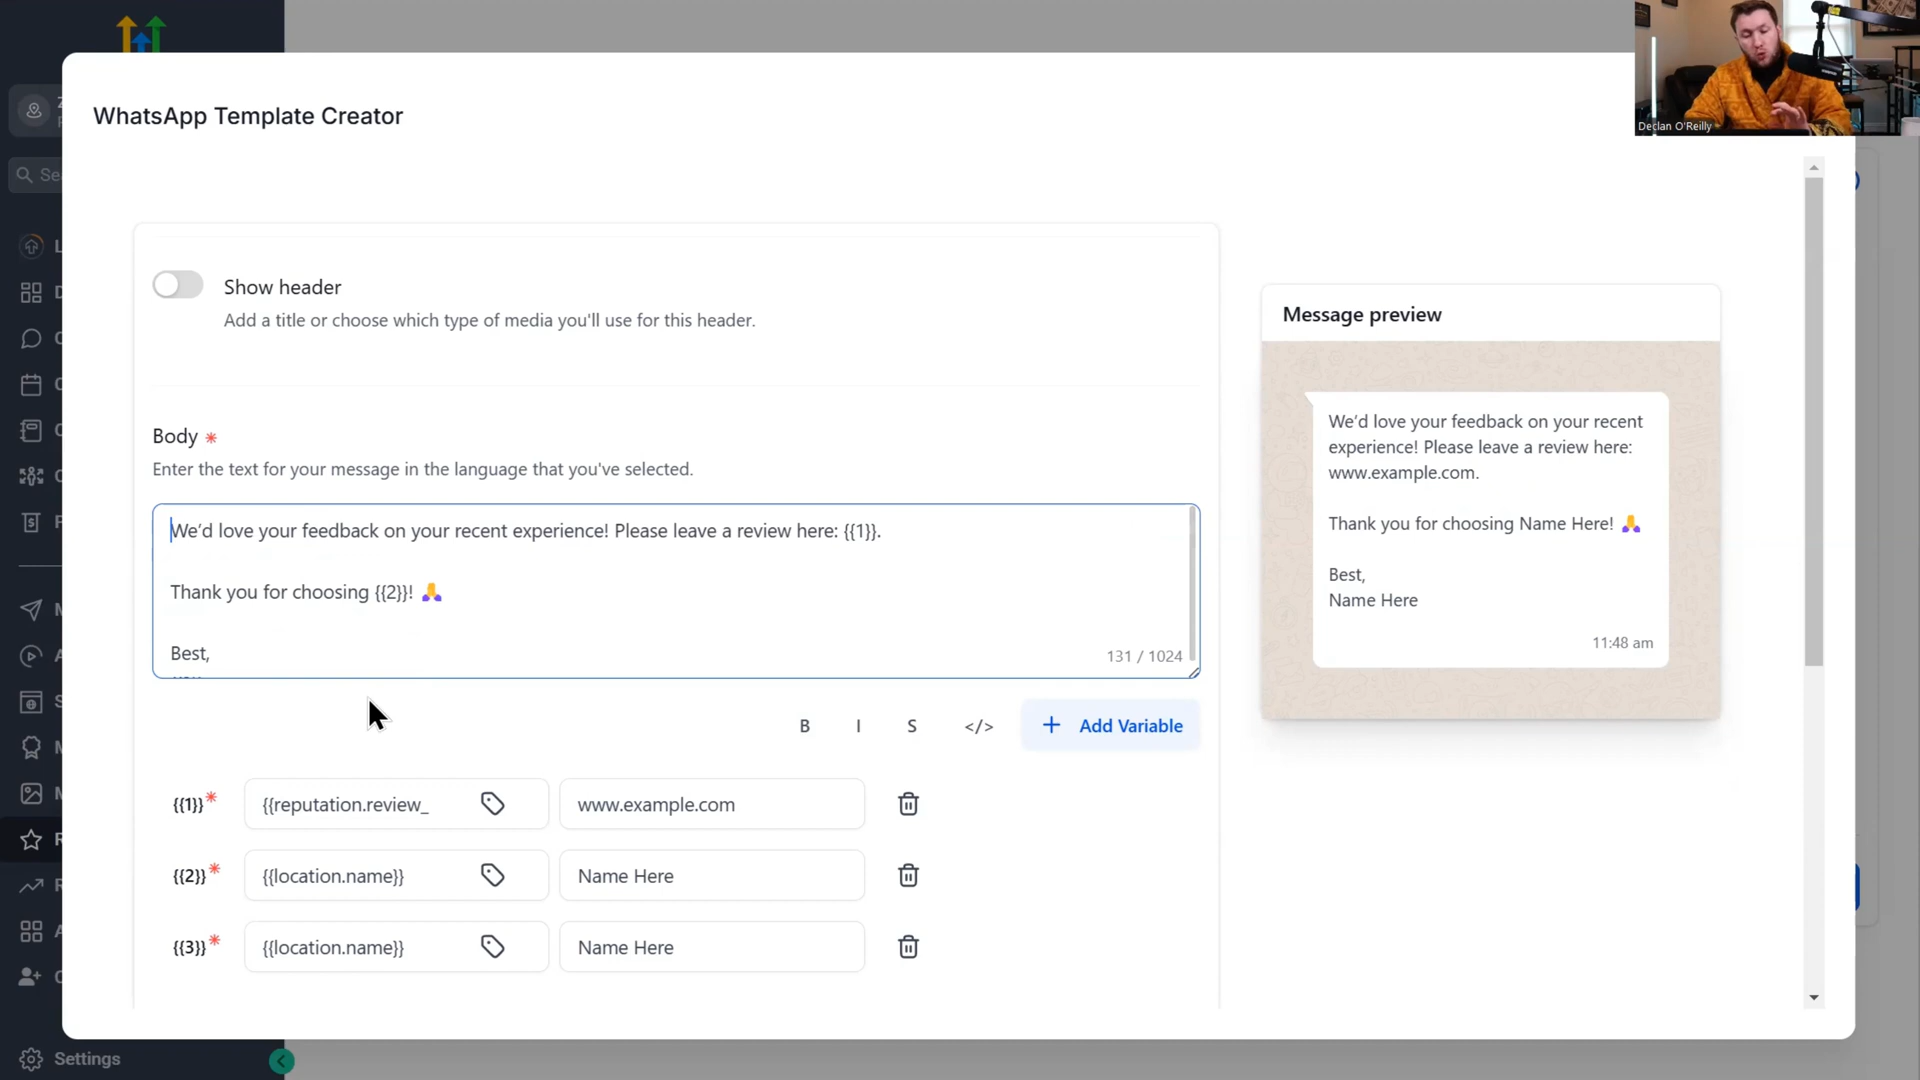 WhatsApp Template Creator
Declan O'Reilly
Show header
Add a title or choose which type of media you'll use for this header.
Body *
Enter the text for your message in the language that you've selected.
We'd love your feedback on your recent experience! Please leave a review here: {{1}}.
Thank you for choosing {{2}}! 🙏
Best,
131 / 1024
B I S </> + Add Variable
{{1}}* {{reputation.review_ www.example.com
{{2}}* {{location.name}} Name Here
{{3}}* {{location.name}} Name Here
Message preview
We'd love your feedback on your recent
experience! Please leave a review here:
www.example.com.
Thank you for choosing Name Here! 🙏
Best,
Name Here
11:48 am
Settings